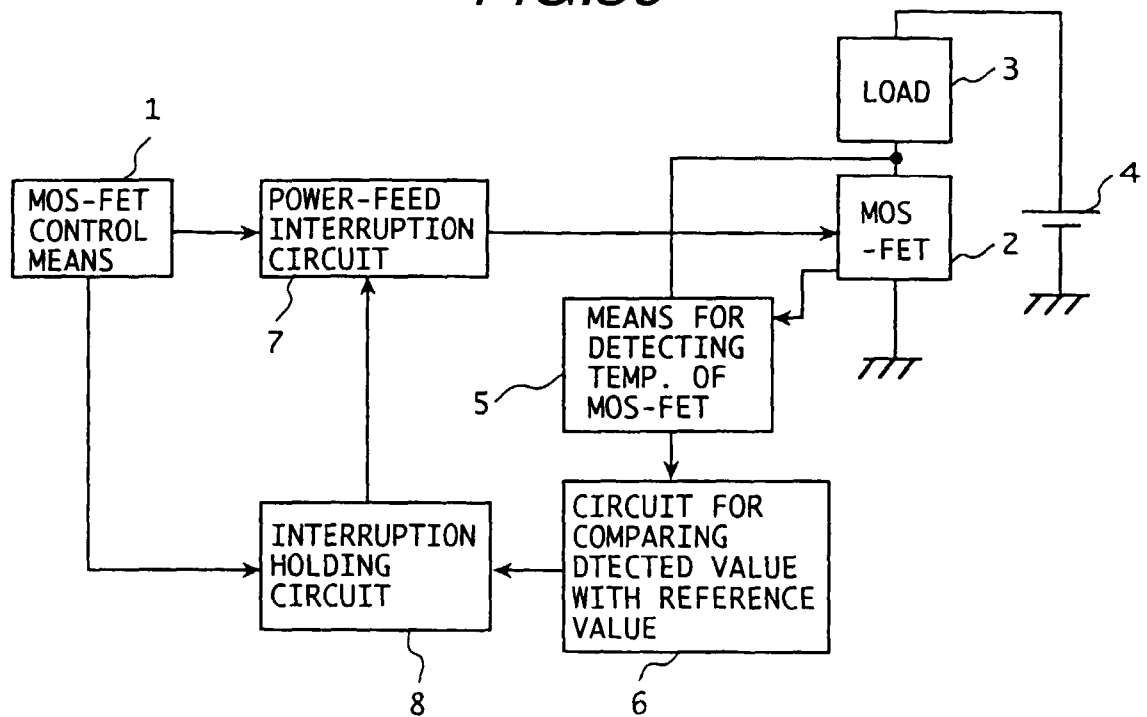 3
LOAD
1
4
MOS-FET
CONTROL
MEANS
POWER-FEED
INTERRUPTION
CIRCUIT
MOS
-FET
2
7
MEANS FOR
DETECTING
TEMP. OF
MOS-FET
5
INTERRUPTION
HOLDING
CIRCUIT
CIRCUIT FOR
COMPARING
DTECTED VALUE
WITH REFERENCE
VALUE
8
6